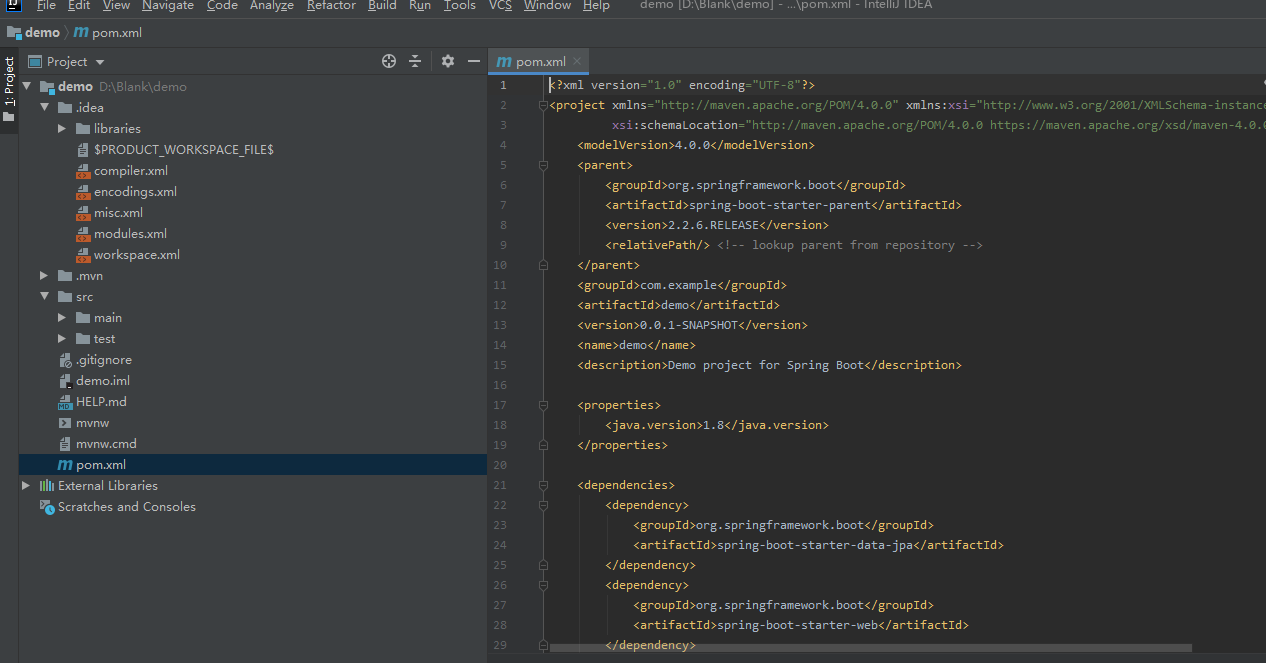 File Edit View Navigate Code Analyze Refactor Build Run Tools VCS Window Help demo [D:\Blank\demo] - ...\pom.xml - IntelliJ IDEA
demo pom.xml
1: Project
Project
demo D:\Blank\demo
.idea
libraries
$PRODUCT_WORKSPACE_FILE$
compiler.xml
encodings.xml
misc.xml
modules.xml
workspace.xml
.mvn
src
main
test
.gitignore
demo.iml
HELP.md
mvnw
mvnw.cmd
pom.xml
External Libraries
Scratches and Consoles
pom.xml
1 <?xml version="1.0" encoding="UTF-8"?>
2 <project xmlns="http://maven.apache.org/POM/4.0.0" xmlns:xsi="http://www.w3.org/2001/XMLSchema-instance
3 xsi:schemaLocation="http://maven.apache.org/POM/4.0.0 https://maven.apache.org/xsd/maven-4.0.0
4 <modelVersion>4.0.0</modelVersion>
5 <parent>
6 <groupId>org.springframework.boot</groupId>
7 <artifactId>spring-boot-starter-parent</artifactId>
8 <version>2.2.6.RELEASE</version>
9 <relativePath/> <!-- lookup parent from repository -->
10 </parent>
11 <groupId>com.example</groupId>
12 <artifactId>demo</artifactId>
13 <version>0.0.1-SNAPSHOT</version>
14 <name>demo</name>
15 <description>Demo project for Spring Boot</description>
16
17 <properties>
18 <java.version>1.8</java.version>
19 </properties>
20
21 <dependencies>
22 <dependency>
23 <groupId>org.springframework.boot</groupId>
24 <artifactId>spring-boot-starter-data-jpa</artifactId>
25 </dependency>
26 <dependency>
27 <groupId>org.springframework.boot</groupId>
28 <artifactId>spring-boot-starter-web</artifactId>
29 </dependency>